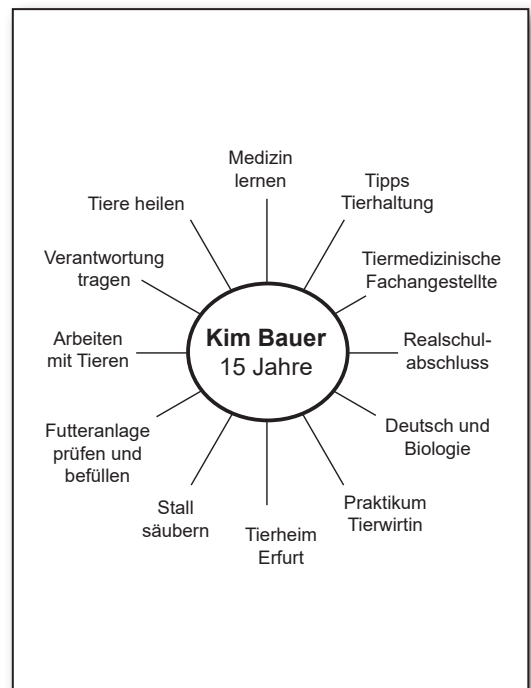 Medizin
lernen
Tipps
Tierhaltung
Tiermedizinische
Fachangestellte
Realschul-
abschluss
Deutsch und
Biologie
Praktikum
Tierwirtin
Tierheim
Erfurt
Stall
säubern
Futteranlage
prüfen und
befüllen
Arbeiten
mit Tieren
Verantwortung
tragen
Tiere heilen
Kim Bauer
15 Jahre